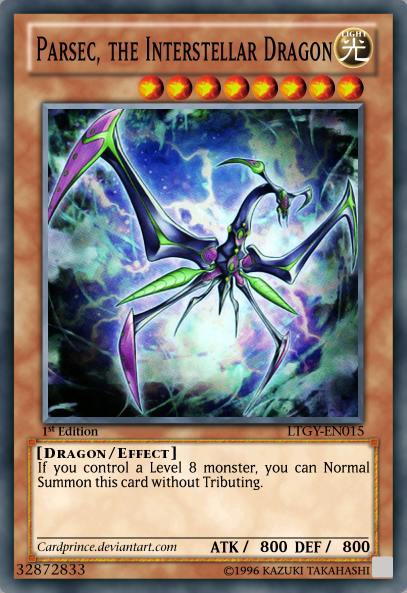 PARSEC, THE INTERSTELLAR DRAGON
LIGHT
光
1st Edition
LTGY-EN015
[DRAGON/EFFECT]
If you control a Level 8 monster, you can Normal
Summon this card without Tributing.
Cardprince.deviantart.com
ATK / 800 DEF / 800
32872833
©1996 KAZUKI TAKAHASHI